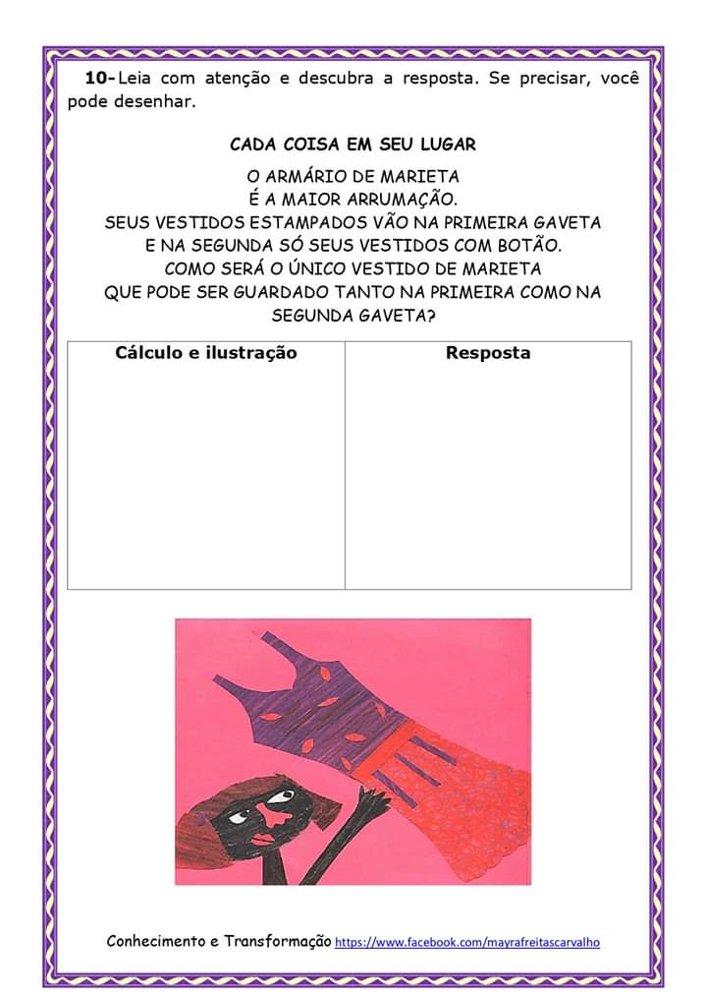 10-Leia com atenção e descubra a resposta. Se precisar, você
pode desenhar.
CADA COISA EM SEU LUGAR
O ARMÁRIO DE MARIETA
É A MAIOR ARRUMAÇÃO.
SEUS VESTIDOS ESTAMPADOS VÃO NA PRIMEIRA GAVETA
E NA SEGUNDA SÓ SEUS VESTIDOS COM BOTÃO.
COMO SERÁ O ÚNICO VESTIDO DE MARIETA
QUE PODE SER GUARDADO TANTO NA PRIMEIRA COMO NA
SEGUNDA GAVETA?
Cálculo e ilustração
Resposta
Conhecimento e Transformação https://www.facebook.com/mayrafreitascarvalho